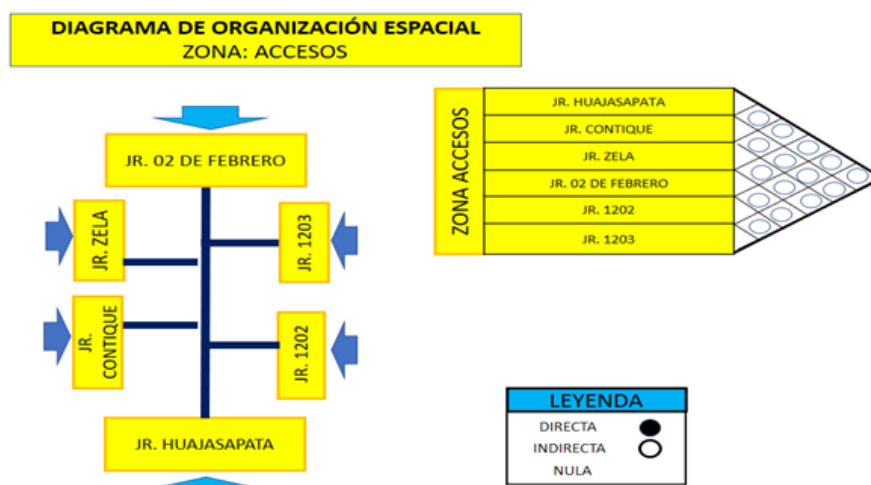 DIAGRAMA DE ORGANIZACIÓN ESPACIAL
ZONA: ACCESOS
JR. 02 DE FEBRERO
JR. ZELA
JR. 1203
JR.
CONTIQUE
JR. 1202
JR. HUAJASAPATA
ZONA ACCESOS
JR. HUAJASAPATA
JR. CONTIQUE
JR. ZELA
JR. 02 DE FEBRERO
JR. 1202
JR. 1203
LEYENDA
DIRECTA
INDIRECTA
NULA